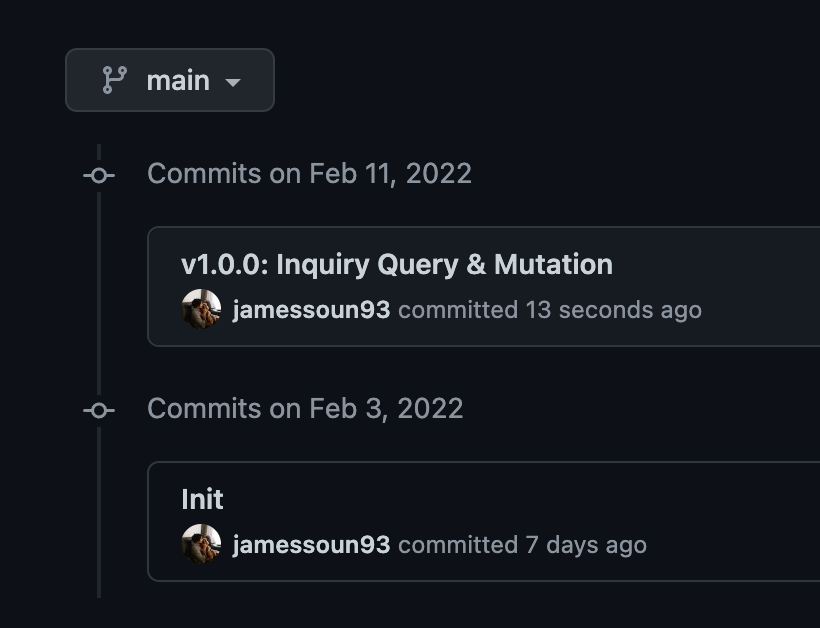 main
Commits on Feb 11, 2022
v1.0.0: Inquiry Query & Mutation
jamessoun93 committed 13 seconds ago
Commits on Feb 3, 2022
Init
jamessoun93 committed 7 days ago